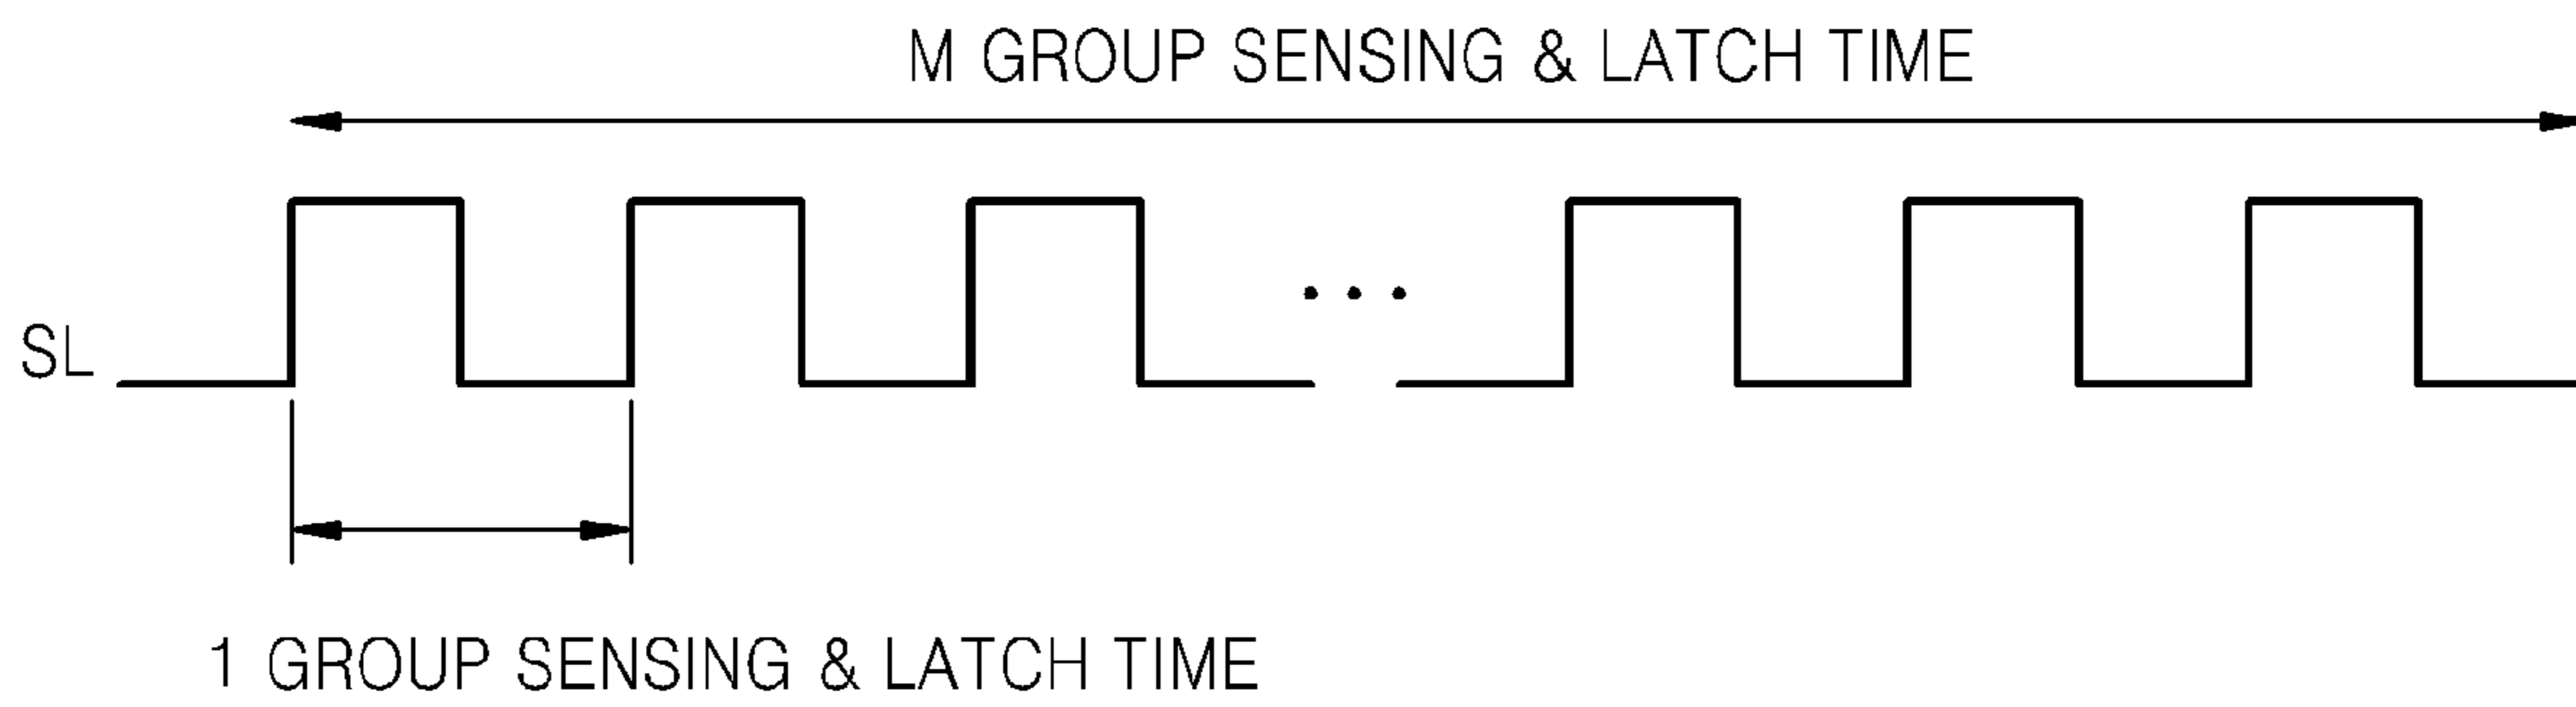 M GROUP SENSING & LATCH TIME
SL
1 GROUP SENSING & LATCH TIME